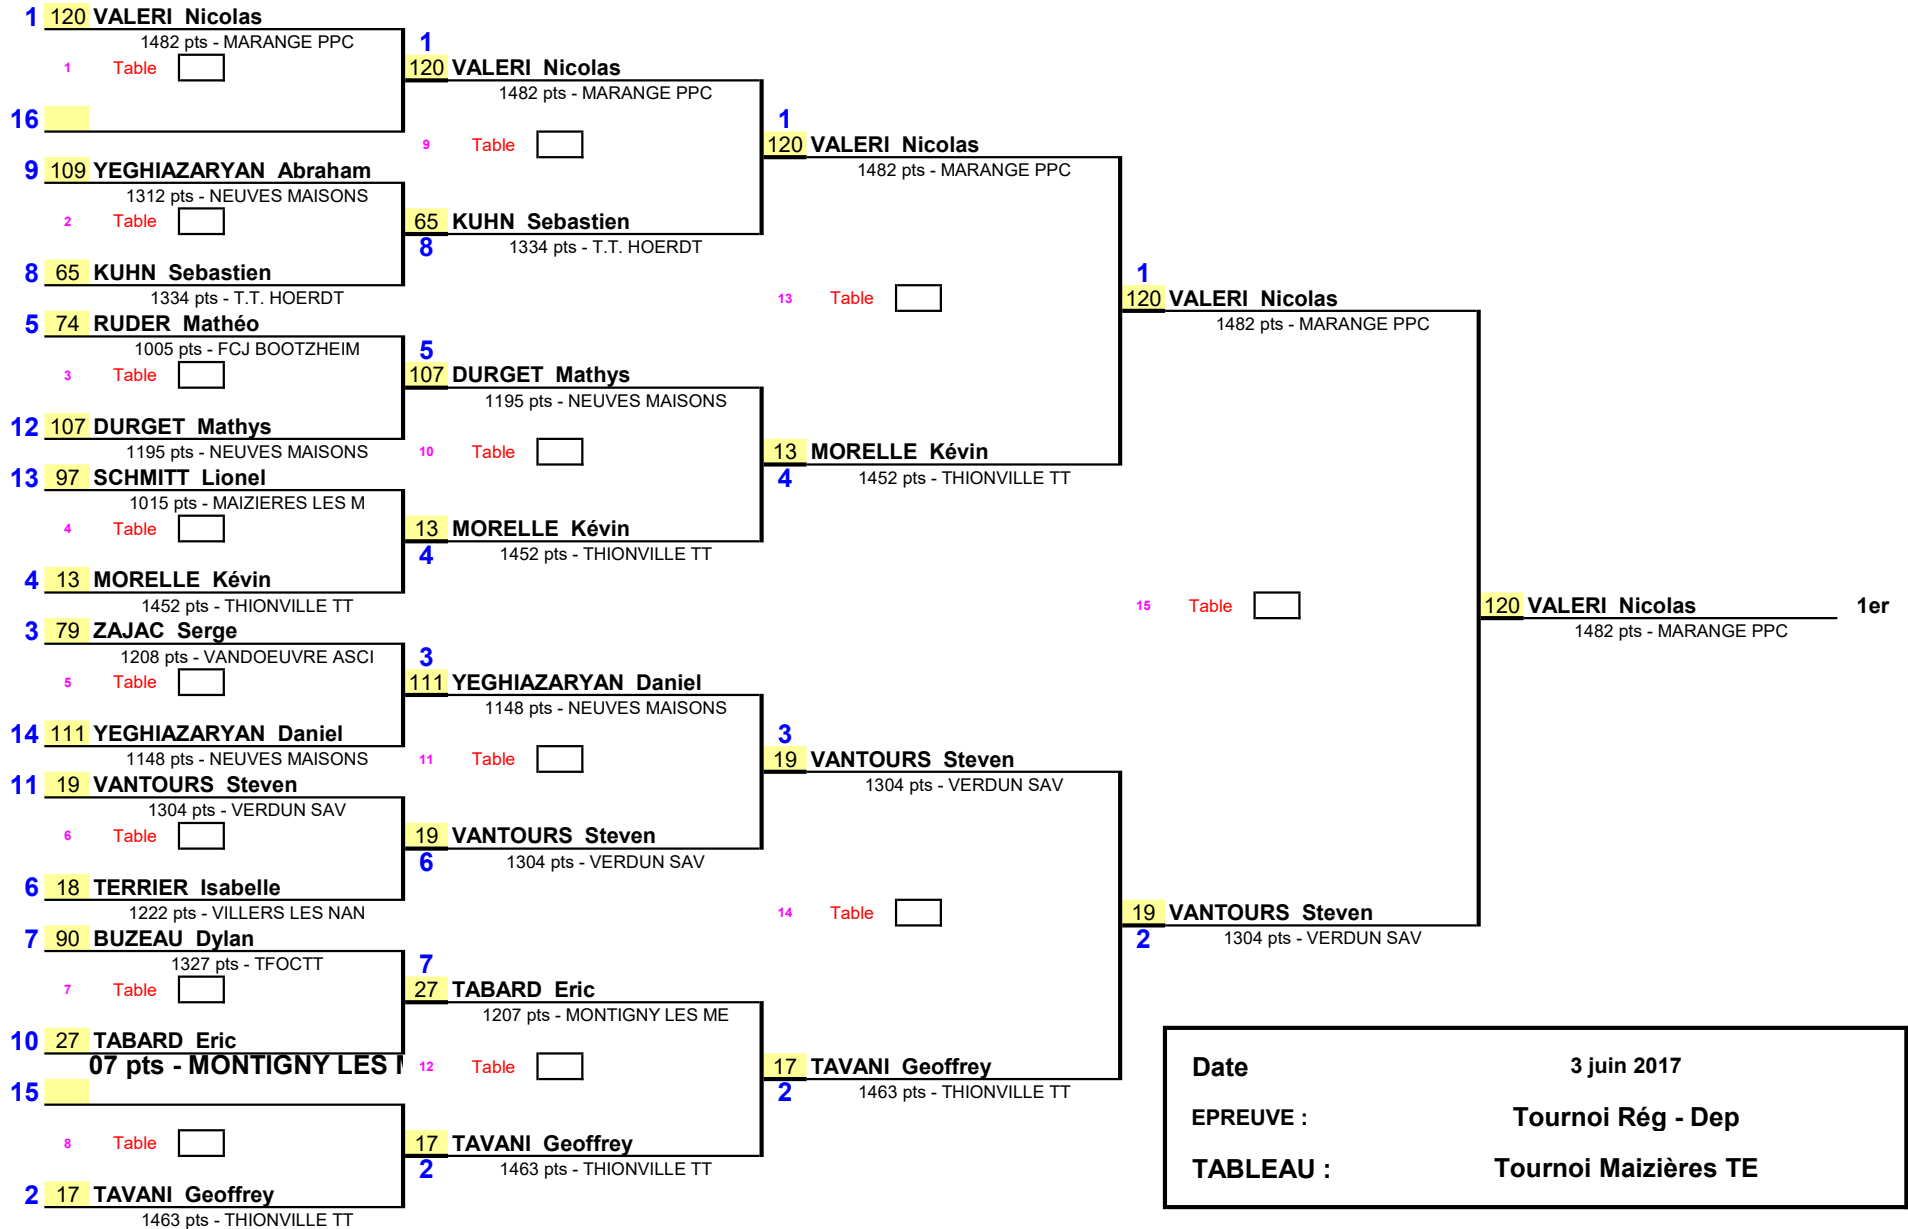 1 120 VALERI Nicolas
1482 pts - MARANGE PPC
1 Table
16
9 109 YEGHIAZARYAN Abraham
1312 pts - NEUVES MAISONS
2 Table
8 65 KUHN Sebastien
1334 pts - T.T. HOERDT
5 74 RUDER Mathéo
1005 pts - FCJ BOOTZHEIM
3 Table
12 107 DURGET Mathys
1195 pts - NEUVES MAISONS
13 97 SCHMITT Lionel
1015 pts - MAIZIERES LES M
4 Table
4 13 MORELLE Kévin
1452 pts - THIONVILLE TT
3 79 ZAJAC Serge
1208 pts - VANDOEUVRE ASCI
5 Table
14 111 YEGHIAZARYAN Daniel
1148 pts - NEUVES MAISONS
11 19 VANTOURS Steven
1304 pts - VERDUN SAV
6 Table
6 18 TERRIER Isabelle
1222 pts - VILLERS LES NAN
7 90 BUZEAU Dylan
1327 pts - TFOCTT
7 Table
10 27 TABARD Eric
07 pts - MONTIGNY LES
15
8 Table
2 17 TAVANI Geoffrey
1463 pts - THIONVILLE TT
1
120 VALERI Nicolas
1482 pts - MARANGE PPC
9 Table
65 KUHN Sebastien
8 1334 pts - T.T. HOERDT
5
107 DURGET Mathys
1195 pts - NEUVES MAISONS
10 Table
13 MORELLE Kévin
4 1452 pts - THIONVILLE TT
3
111 YEGHIAZARYAN Daniel
1148 pts - NEUVES MAISONS
11 Table
19 VANTOURS Steven
6 1304 pts - VERDUN SAV
7
27 TABARD Eric
1207 pts - MONTIGNY LES ME
12 Table
17 TAVANI Geoffrey
2 1463 pts - THIONVILLE TT
1
120 VALERI Nicolas
1482 pts - MARANGE PPC
13 Table
13 MORELLE Kévin
4 1452 pts - THIONVILLE TT
3
19 VANTOURS Steven
1304 pts - VERDUN SAV
14 Table
17 TAVANI Geoffrey
2 1463 pts - THIONVILLE TT
1
120 VALERI Nicolas
1482 pts - MARANGE PPC
15 Table
19 VANTOURS Steven
2 1304 pts - VERDUN SAV
120 VALERI Nicolas 1er
1482 pts - MARANGE PPC
Date 3 juin 2017
EPREUVE : Tournoi Rég - Dep
TABLEAU : Tournoi Maizières TE